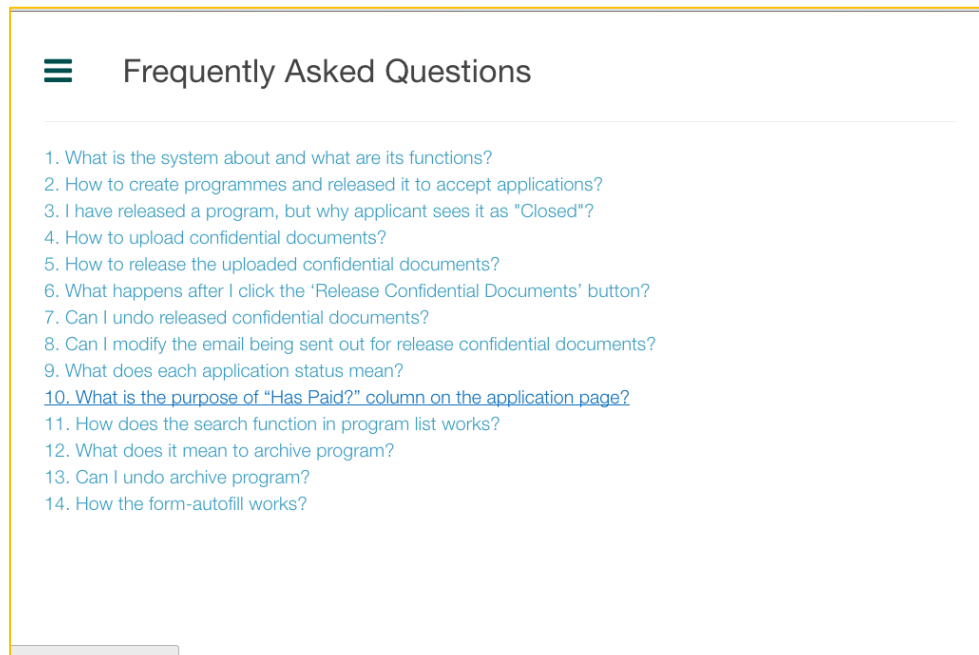 Frequently Asked Questions
1. What is the system about and what are its functions?
2. How to create programmes and released it to accept applications?
3. I have released a program, but why applicant sees it as "Closed"?
4. How to upload confidential documents?
5. How to release the uploaded confidential documents?
6. What happens after I click the ‘Release Confidential Documents’ button?
7. Can I undo released confidential documents?
8. Can I modify the email being sent out for release confidential documents?
9. What does each application status mean?
10. What is the purpose of “Has Paid?” column on the application page?
11. How does the search function in program list works?
12. What does it mean to archive program?
13. Can I undo archive program?
14. How the form-autofill works?